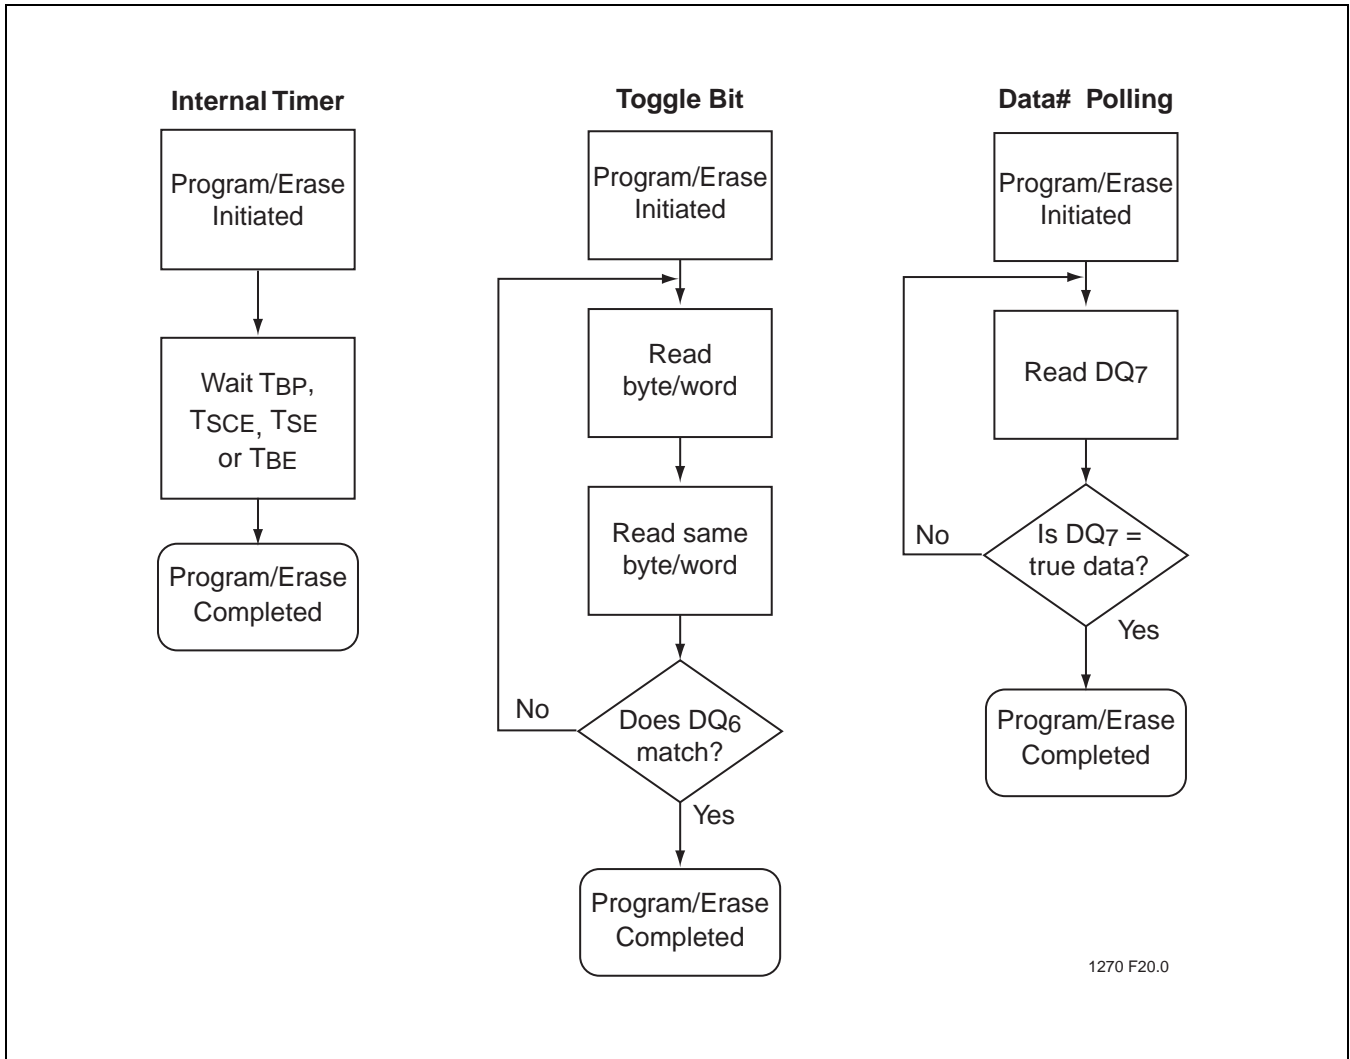 Internal Timer
Program/Erase
Initiated
Wait TBP,
TSCE, TSE
or TBE
Program/Erase
Completed
Toggle Bit
Program/Erase
Initiated
Read
byte/word
Read same
byte/word
Does DQ6
match?
No
Yes
Program/Erase
Completed
Data# Polling
Program/Erase
Initiated
Read DQ7
Is DQ7 =
true data?
No
Yes
Program/Erase
Completed
1270 F20.0